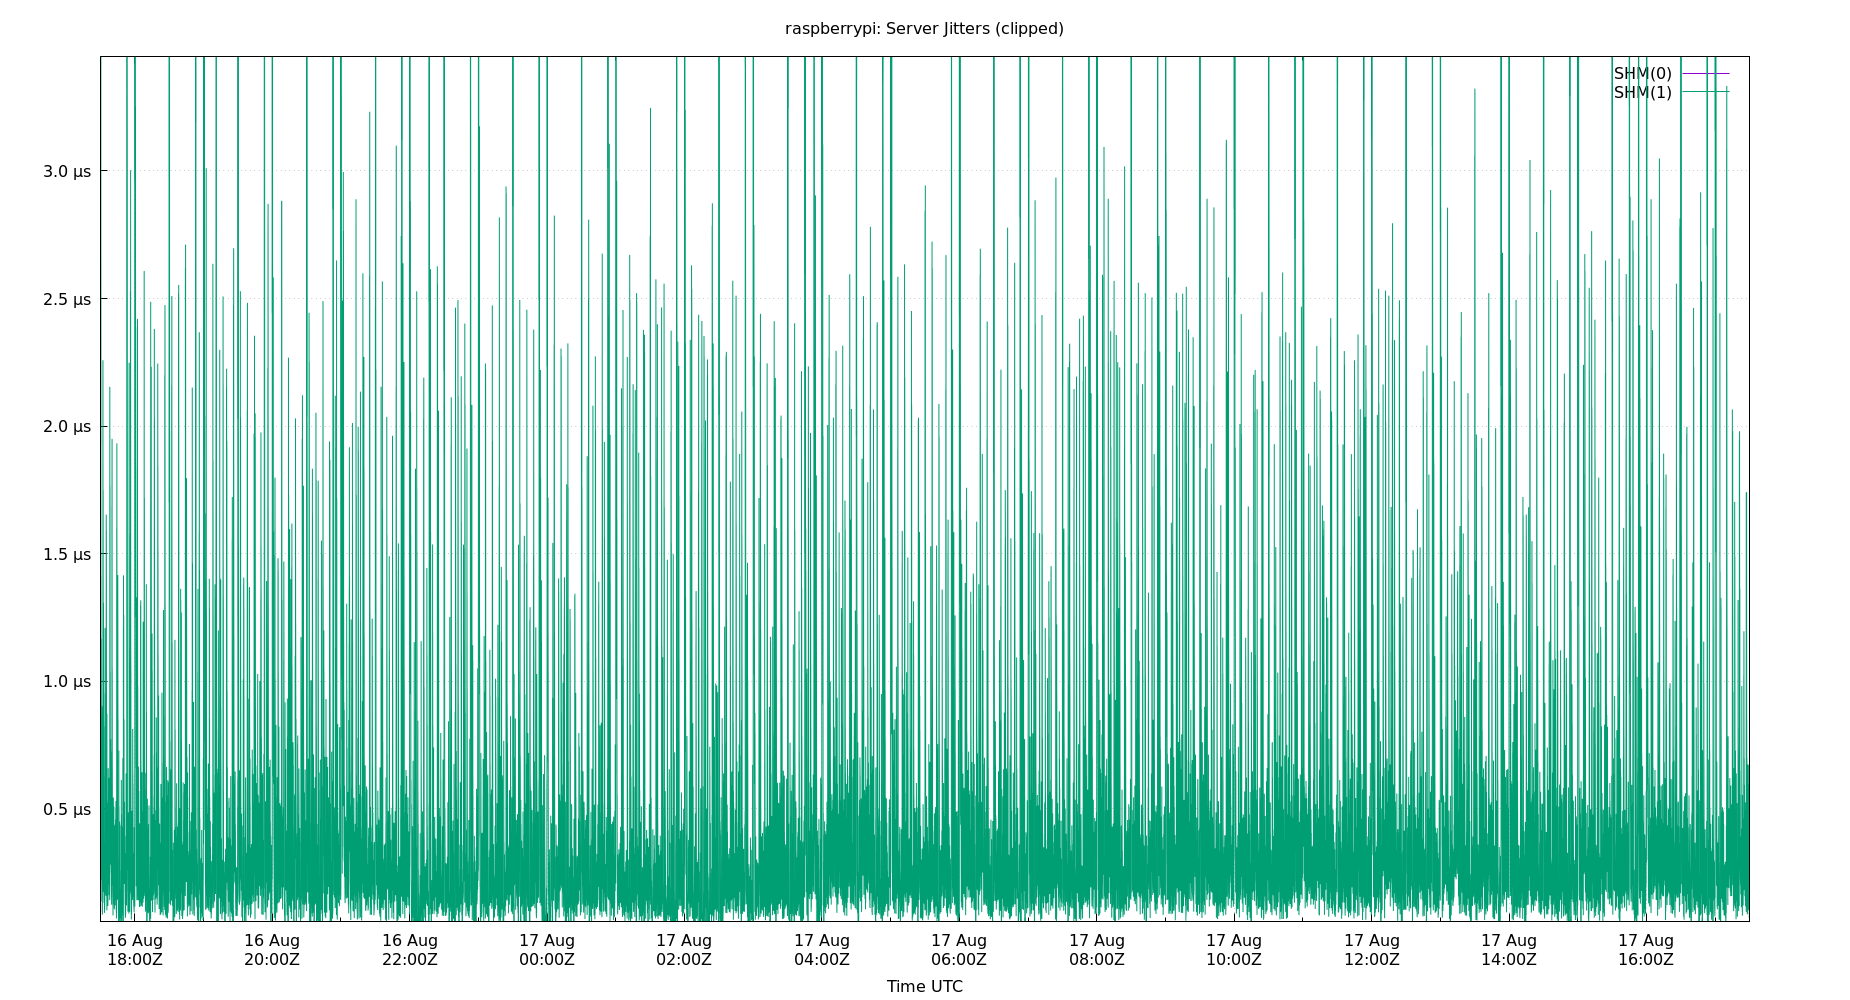 raspberrypi: Server Jitters (clipped)
SHM(0)
SHM(1)
3.0 µs
2.5 µs
2.0 µs
1.5 µs
1.0 µs
0.5 µs
16 Aug 16 Aug 16 Aug 17 Aug 17 Aug 17 Aug 17 Aug 17 Aug 17 Aug 17 Aug 17 Aug 17 Aug
18:00Z 20:00Z 22:00Z 00:00Z 02:00Z 04:00Z 06:00Z 08:00Z 10:00Z 12:00Z 14:00Z 16:00Z
Time UTC